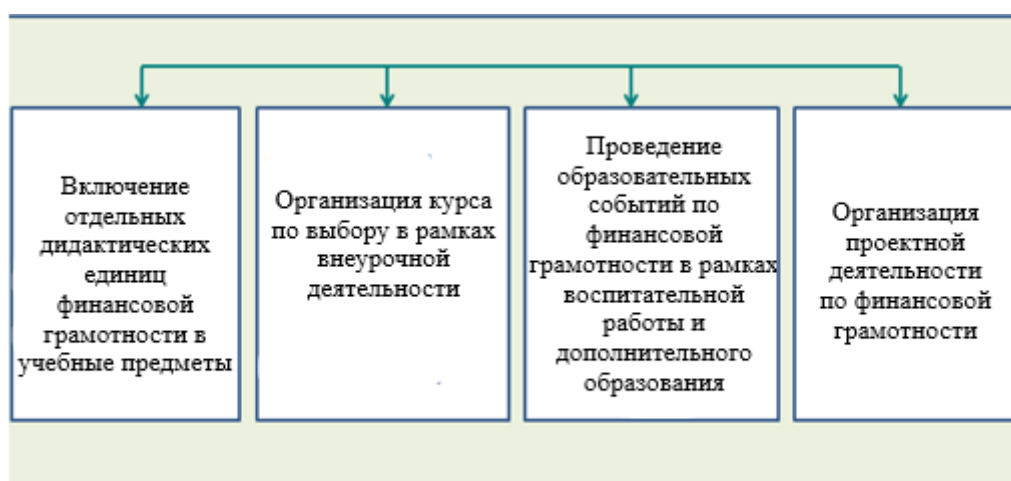 Включение
отдельных
дидактических
единиц
финансовой
грамотности в
учебные предметы
Организация курса
по выбору в рамках
внеурочной
деятельности
Проведение
образовательных
событий по
финансовой
грамотности в рамках
воспитательной
работы и
дополнительного
образования
Организация
проектной
деятельности
по финансовой
грамотности